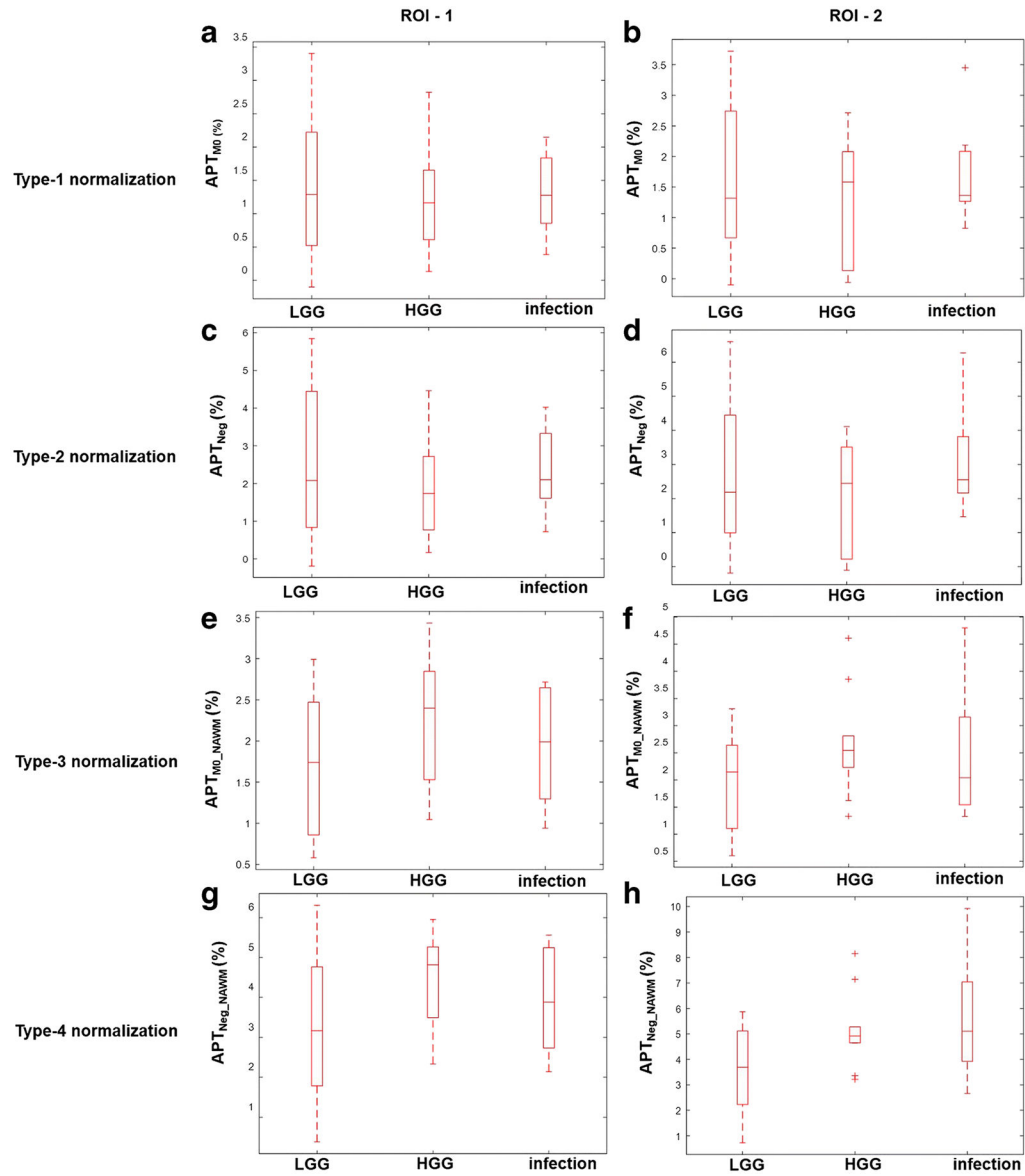 ROI - 1
ROI - 2
Type-1 normalization
a
APT_M0 (%)
3.5
3
2.5
2
1.5
1
0.5
0
LGG
HGG
infection
b
APT_M0 (%)
3.5
3
2.5
2
1.5
1
0.5
0
LGG
HGG
infection
Type-2 normalization
c
APT_Neg (%)
6
5
4
3
2
1
0
LGG
HGG
infection
d
APT_Neg (%)
6
5
4
3
2
1
0
LGG
HGG
infection
Type-3 normalization
e
APT_M0_NAWM (%)
3.5
3
2.5
2
1.5
1
0.5
LGG
HGG
infection
f
APT_M0_NAWM (%)
5
4.5
4
3.5
3
2.5
2
1.5
1
0.5
LGG
HGG
infection
Type-4 normalization
g
APT_Neg_NAWM (%)
6
5
4
3
2
1
LGG
HGG
infection
h
APT_Neg_NAWM (%)
10
9
8
7
6
5
4
3
2
1
LGG
HGG
infection